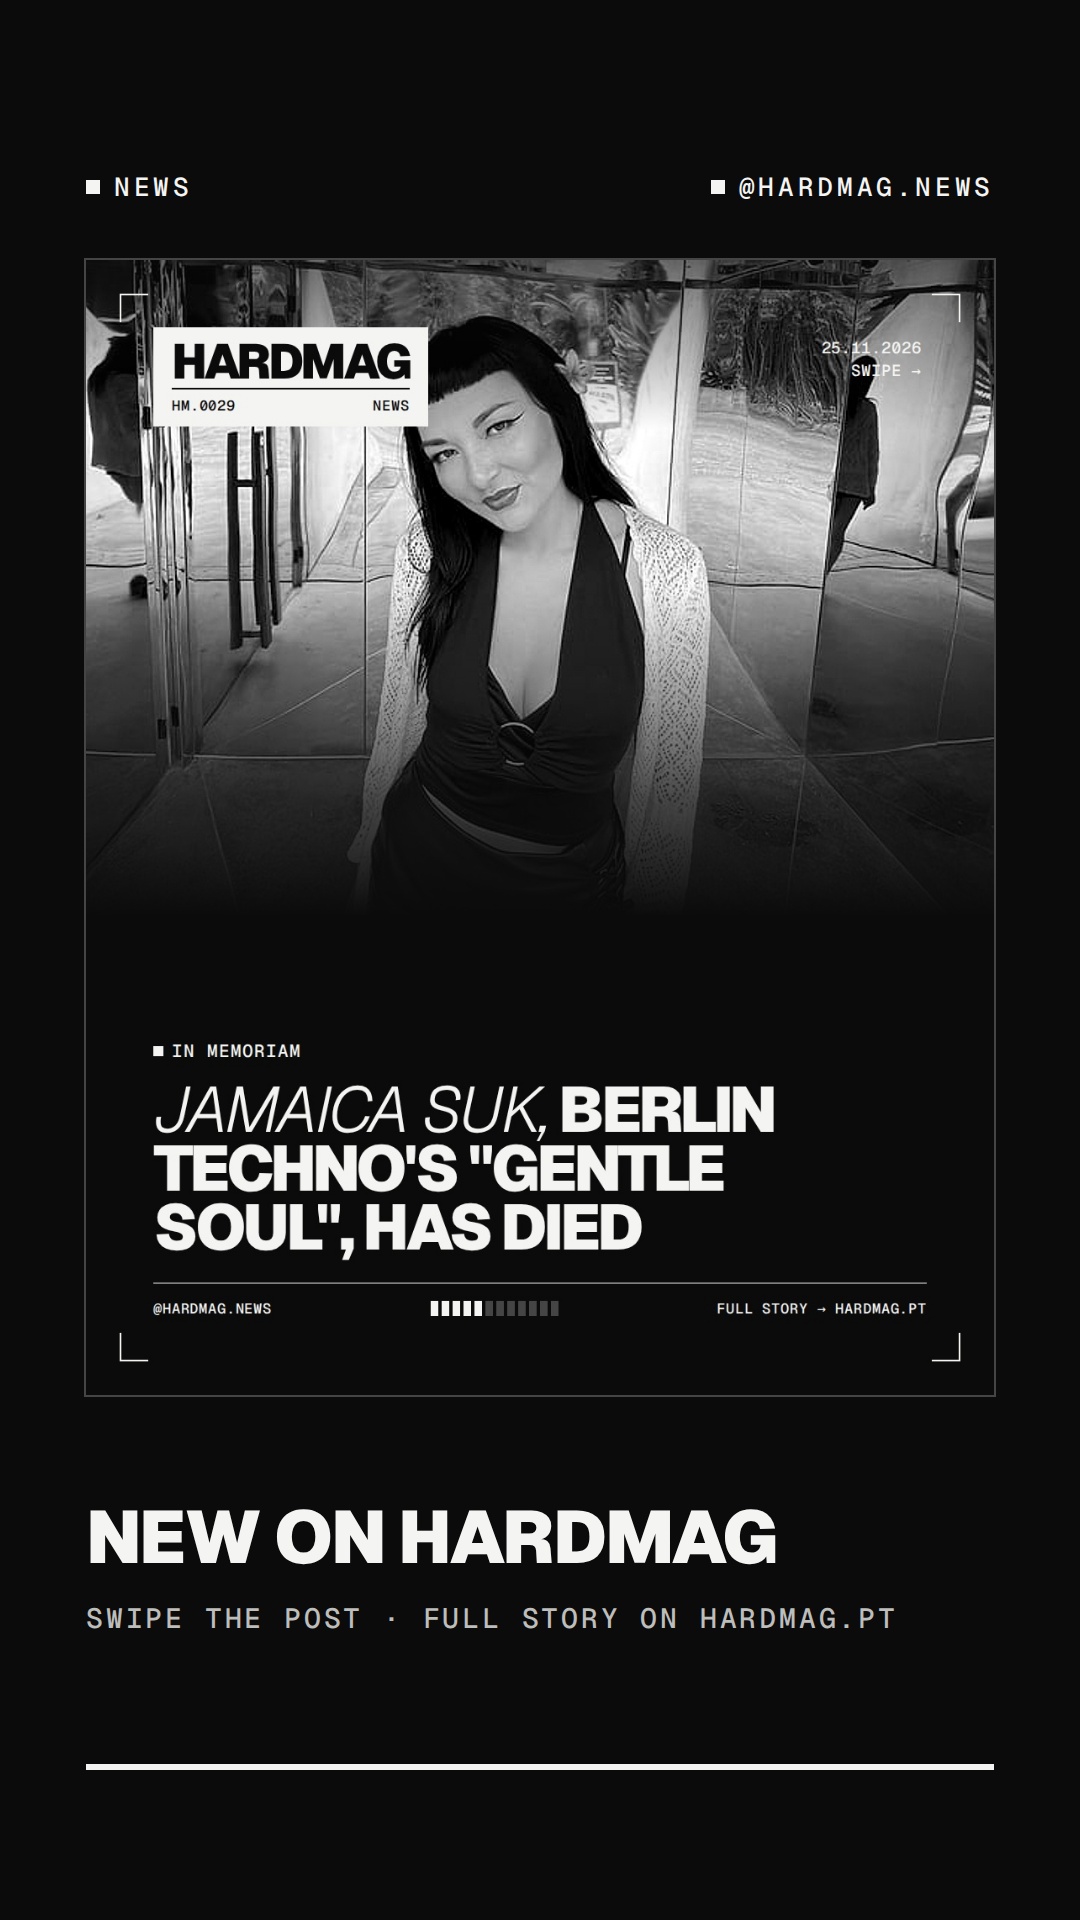 NEWS
@HARDMAG.NEWS
HARDMAG
HM.0029 NEWS
25.11.2026
SWIPE →
IN MEMORIAM
JAMAICA SUK, BERLIN
TECHNO'S "GENTLE
SOUL", HAS DIED
@HARDMAG.NEWS
FULL STORY → HARDMAG.PT
NEW ON HARDMAG
SWIPE THE POST · FULL STORY ON HARDMAG.PT